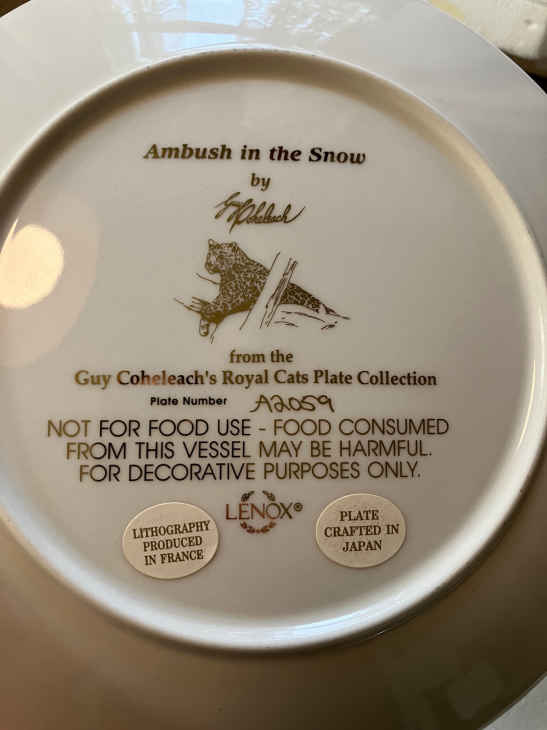 Ambush in the Snow
by
Guy Coheleach
from the
Guy Coheleach's Royal Cats Plate Collection
Plate Number A2059
NOT FOR FOOD USE - FOOD CONSUMED
FROM THIS VESSEL MAY BE HARMFUL.
FOR DECORATIVE PURPOSES ONLY.
LENOX®
LITHOGRAPHY
PRODUCED
IN FRANCE
PLATE
CRAFTED IN
JAPAN